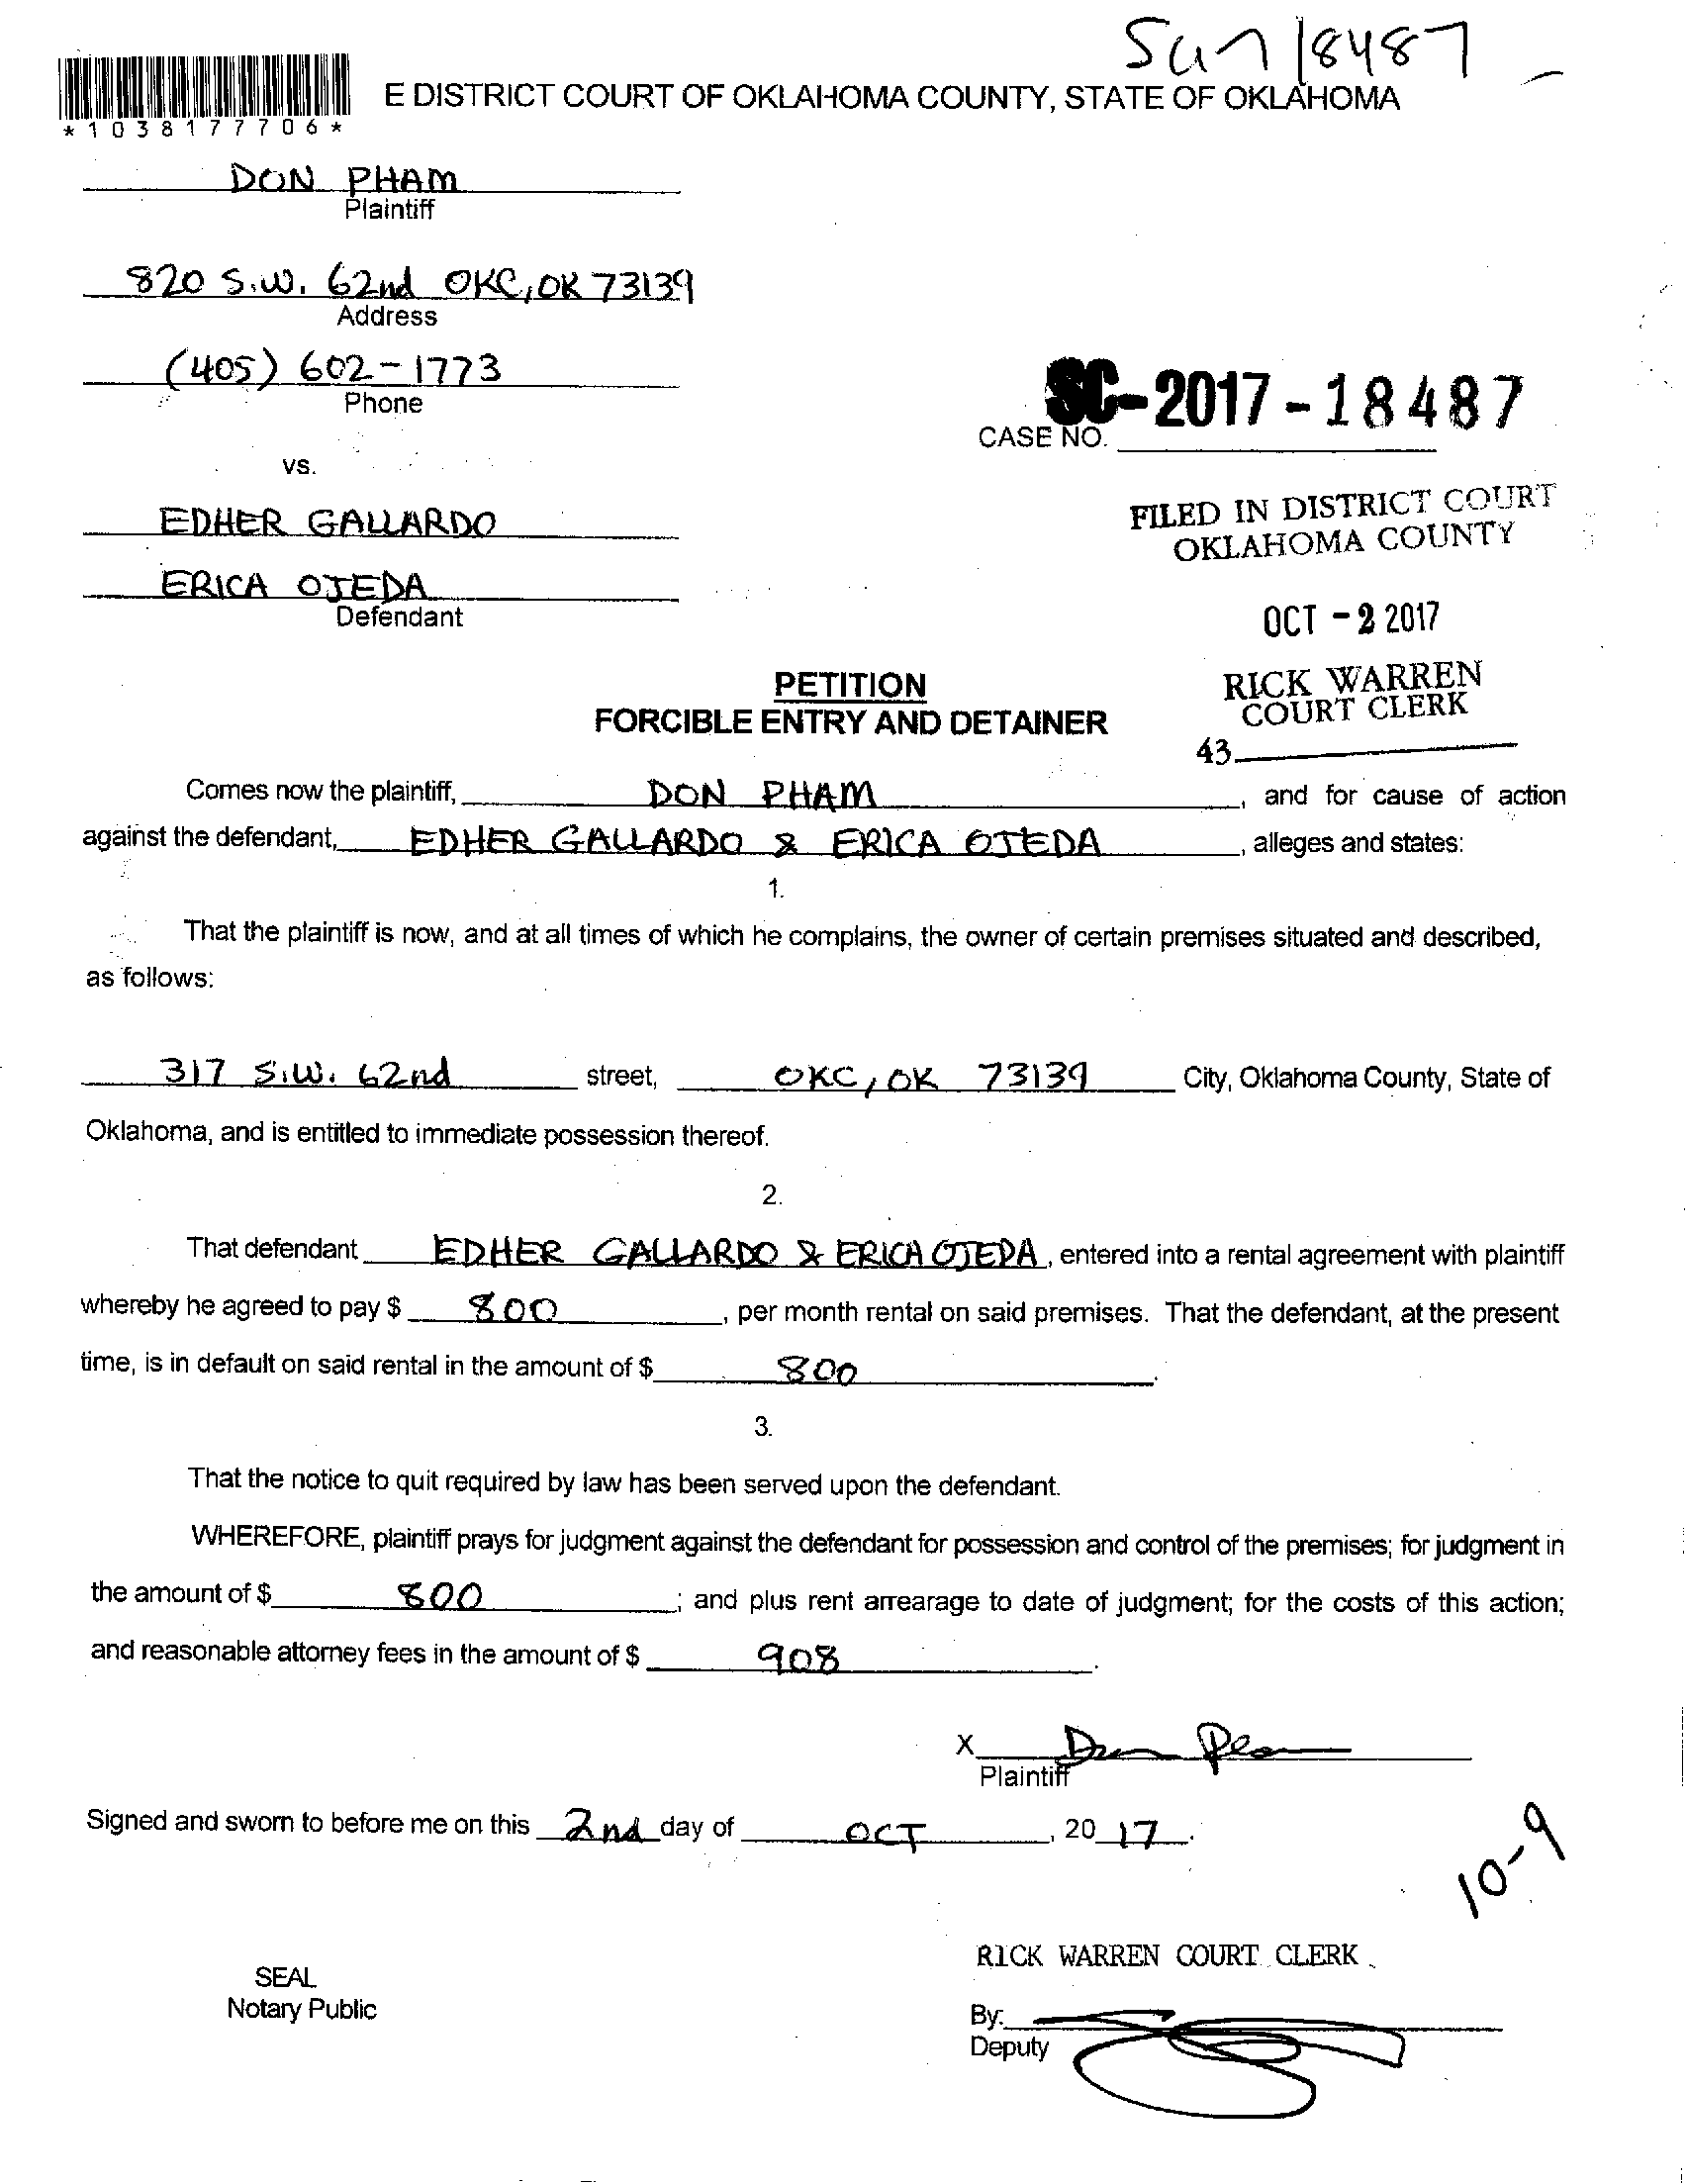 SC17 18487
E DISTRICT COURT OF OKLAHOMA COUNTY, STATE OF OKLAHOMA
*1038177706*
DON PHAM
Plaintiff
820 S.W. 62nd OKC, OK 73139
Address
(405) 602-1773
Phone
SC-2017-18487
CASE NO.
vs.
EDHER GALLARDO
FILED IN DISTRICT COURT
OKLAHOMA COUNTY
ERICA OJEDA
Defendant
OCT -2 2017
PETITION
FORCIBLE ENTRY AND DETAINER
RICK WARREN
COURT CLERK
43
Comes now the plaintiff, DON PHAM, and for cause of action
against the defendant, EDHER GALLARDO & ERICA OJEDA, alleges and states:
1.
That the plaintiff is now, and at all times of which he complains, the owner of certain premises situated and described,
as follows:
317 S.W. 62nd street, OKC, OK 73139 City, Oklahoma County, State of
Oklahoma, and is entitled to immediate possession thereof.
2.
That defendant EDHER GALLARDO & ERICA OJEDA, entered into a rental agreement with plaintiff
whereby he agreed to pay $ 800, per month rental on said premises. That the defendant, at the present
time, is in default on said rental in the amount of $ 800.
3.
That the notice to quit required by law has been served upon the defendant.
WHEREFORE, plaintiff prays for judgment against the defendant for possession and control of the premises; for judgment in
the amount of $ 800; and plus rent arrearage to date of judgment; for the costs of this action;
and reasonable attorney fees in the amount of $ 908.
X Don Pham
Plaintiff
Signed and sworn to before me on this 2nd day of OCT, 2017.
10-9
RICK WARREN COURT CLERK
SEAL
Notary Public
By:
Deputy